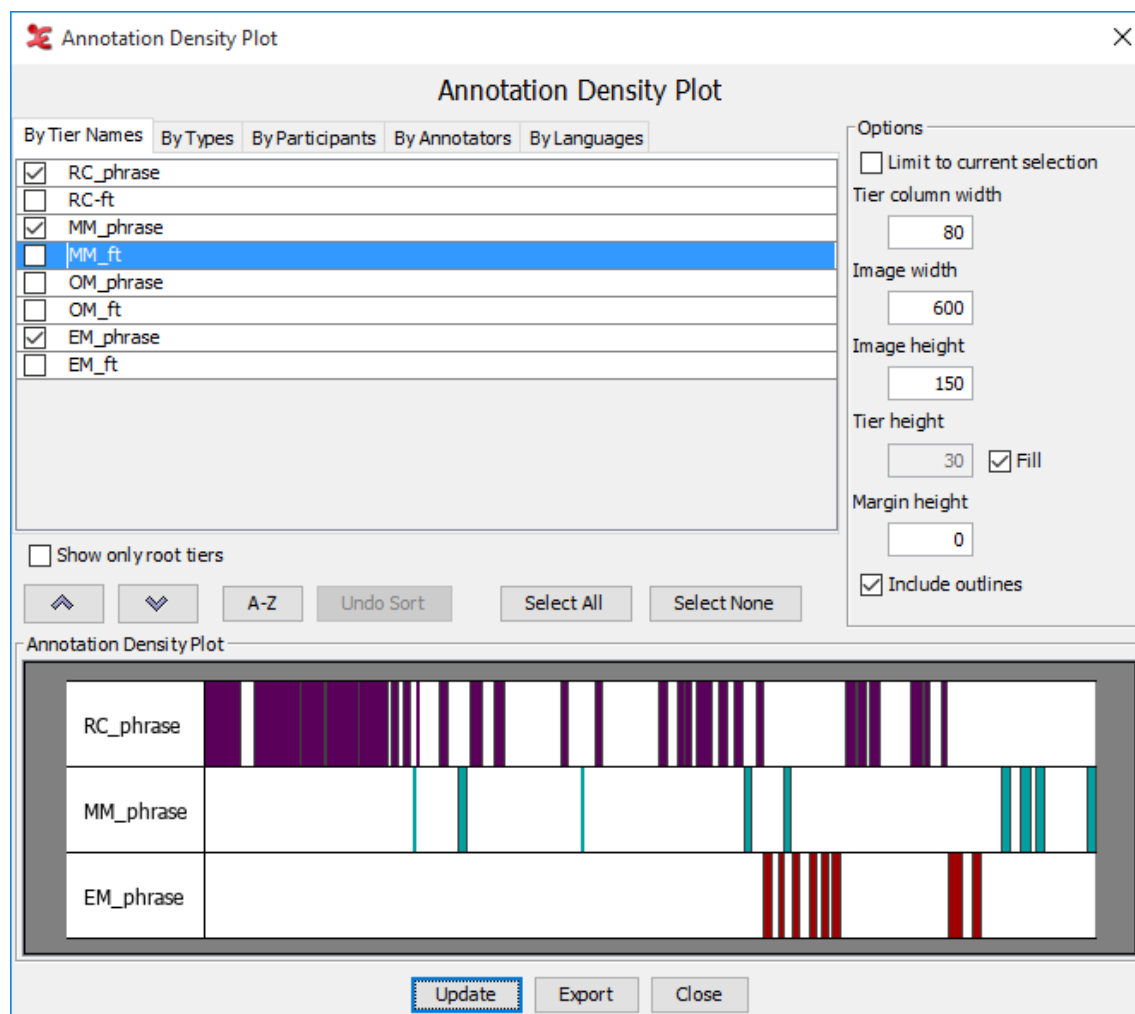 Annotation Density Plot
Annotation Density Plot
By Tier Names By Types By Participants By Annotators By Languages
RC_phrase
RC-ft
MM_phrase
MM_ft
OM_phrase
OM_ft
EM_phrase
EM_ft
Show only root tiers
A-Z Undo Sort Select All Select None
Options
Limit to current selection
Tier column width
80
Image width
600
Image height
150
Tier height
30 Fill
Margin height
0
Include outlines
Annotation Density Plot
RC_phrase
MM_phrase
EM_phrase
Update Export Close